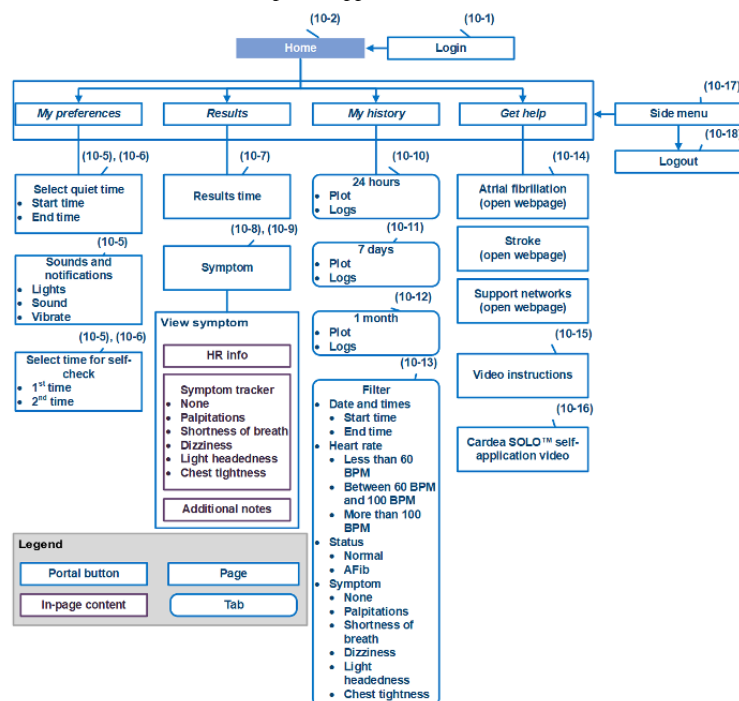 (10-2)
(10-1)
Home
Login
(10-17)
My preferences
Results
My history
Get help
Side menu
(10-18)
Logout
(10-5), (10-6)
(10-7)
(10-10)
(10-14)
Select quiet time
• Start time
• End time
Results time
24 hours
• Plot
• Logs
Atrial fibrillation
(open webpage)
(10-5)
Sounds and
notifications
• Lights
• Sound
• Vibrate
(10-8), (10-9)
Symptom
(10-11)
7 days
• Plot
• Logs
Stroke
(open webpage)
Support networks
(open webpage)
(10-5), (10-6)
Select time for self-
check
• 1st time
• 2nd time
View symptom
HR info
Symptom tracker
• None
• Palpitations
• Shortness of breath
• Dizziness
• Light headedness
• Chest tightness
Additional notes
(10-12)
1 month
• Plot
• Logs
(10-13)
Filter
• Date and times
• Start time
• End time
• Heart rate
• Less than 60
BPM
• Between 60 BPM
and 100 BPM
• More than 100
BPM
• Status
• Normal
• AFib
• Symptom
• None
• Palpitations
• Shortness of
breath
• Dizziness
• Light
headedness
• Chest tightness
(10-15)
Video instructions
(10-16)
Cardea SOLO™ self-
application video
Legend
Portal button
Page
In-page content
Tab